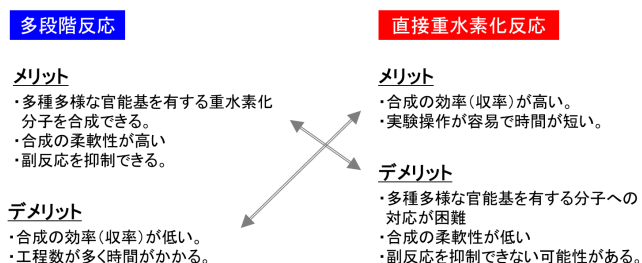 多段階反応
メリット
・多種多様な官能基を有する重水素化
分子を合成できる。
・合成の柔軟性が高い
・副反応を抑制できる。
デメリット
・合成の効率(収率)が低い。
・工程数が多く時間がかかる。
直接重水素化反応
メリット
・合成の効率(収率)が高い。
・実験操作が容易で時間が短い。
デメリット
・多種多様な官能基を有する分子への
対応が困難
・合成の柔軟性が低い
・副反応を抑制できない可能性がある。